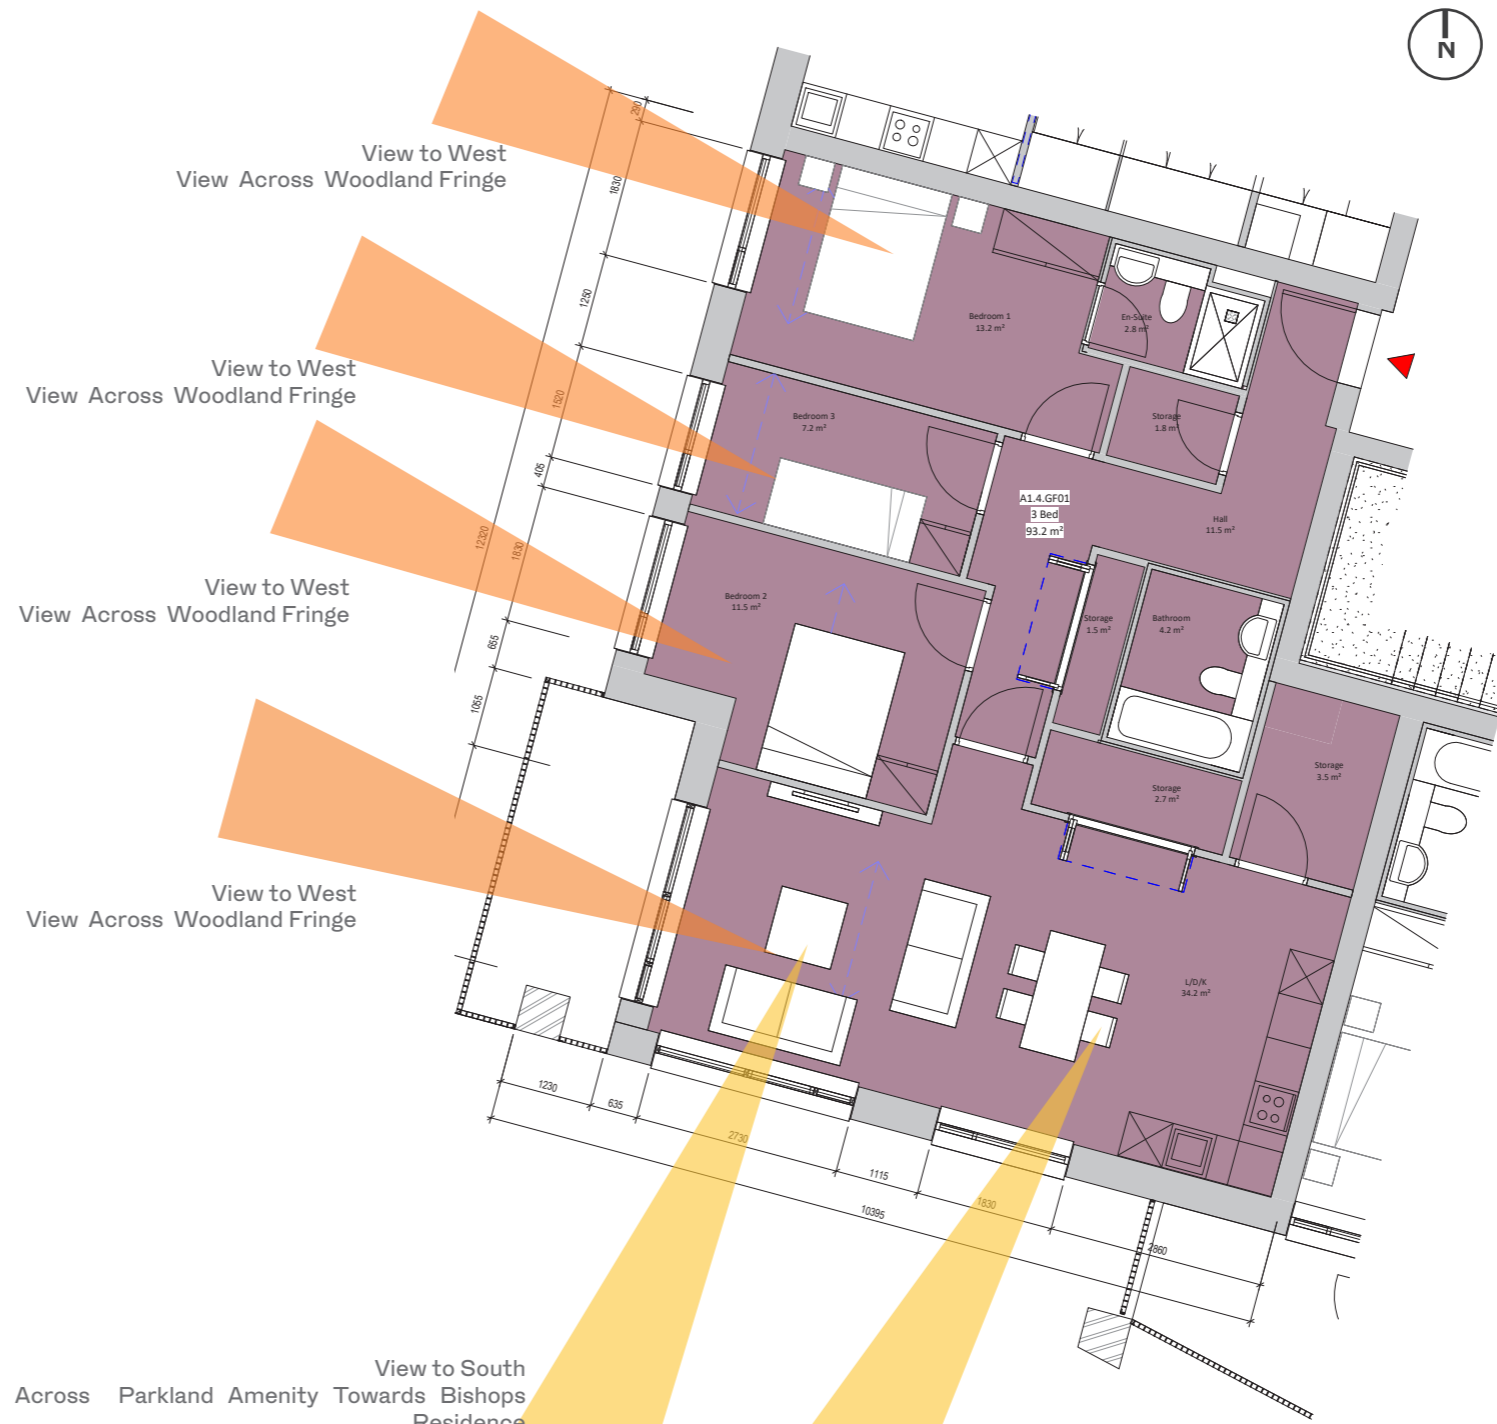 N
View to West
View Across Woodland Fringe
290
1830
1250
Bedroom 1
13.2 m²
En-Suite
2.8 m²
View to West
View Across Woodland Fringe
1520
Bedroom 3
7.2 m²
Storage
1.8 m²
405
A1.4.GF01
3 Bed
93.2 m²
Hall
11.5 m²
12320
1830
View to West
View Across Woodland Fringe
Bedroom 2
11.5 m²
Storage
1.5 m²
Bathroom
4.2 m²
655
1055
Storage
3.5 m²
Storage
2.7 m²
View to West
View Across Woodland Fringe
L/D/K
34.2 m²
1230
635
2730
1115
1830
10395
2860
View to South
Across Parkland Amenity Towards Bishops
Residence